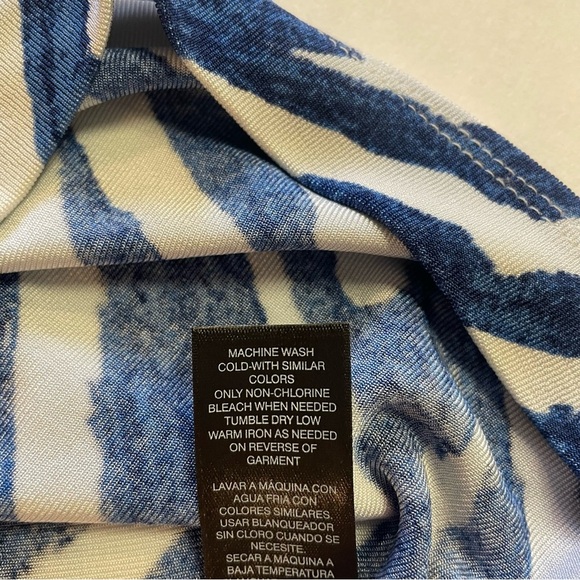 MACHINE WASH
COLD-WITH SIMILAR
COLORS
ONLY NON-CHLORINE
BLEACH WHEN NEEDED
TUMBLE DRY LOW
WARM IRON AS NEEDED
ON REVERSE OF
GARMENT
LAVAR A MÁQUINA CON
AGUA FRIA CON
COLORES SIMILARES.
USAR BLANQUEADOR
SIN CLORO CUANDO SE
NECESITE.
SECAR A MÁQUINA A
BAJA TEMPERATURA